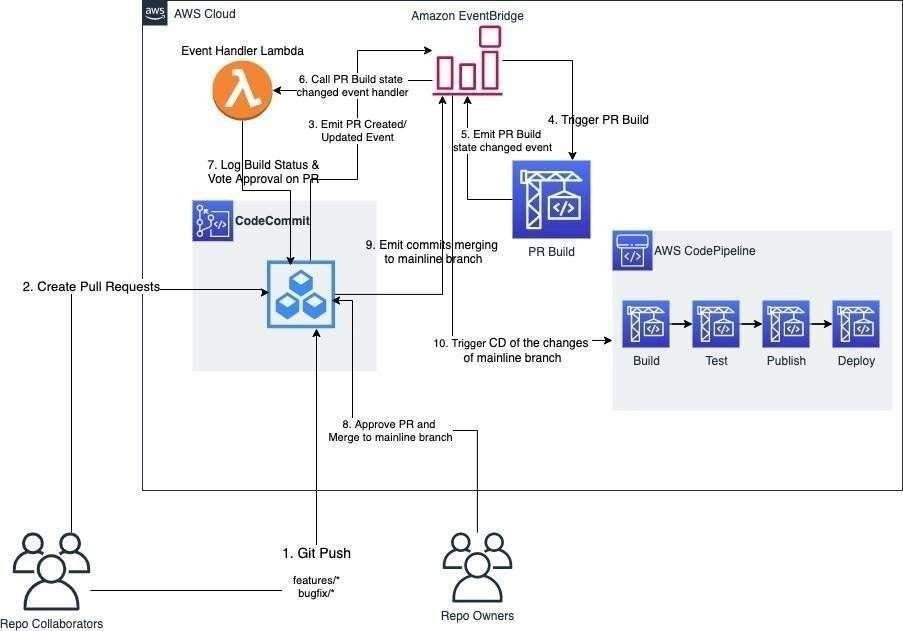 aws
AWS Cloud
Amazon EventBridge
Event Handler Lambda
6. Call PR Build state
changed event handler
3. Emit PR Created/
Updated Event
4. Trigger PR Build
5. Emit PR Build
state changed event
7. Log Build Status &
Vote Approval on PR
CodeCommit
PR Build
9. Emit commits merging
to mainline branch
AWS CodePipeline
2. Create Pull Requests
10. Trigger CD of the changes
of mainline branch
Build
Test
Publish
Deploy
8. Approve PR and
Merge to mainline branch
1. Git Push
features/*
bugfix/*
Repo Owners
Repo Collaborators